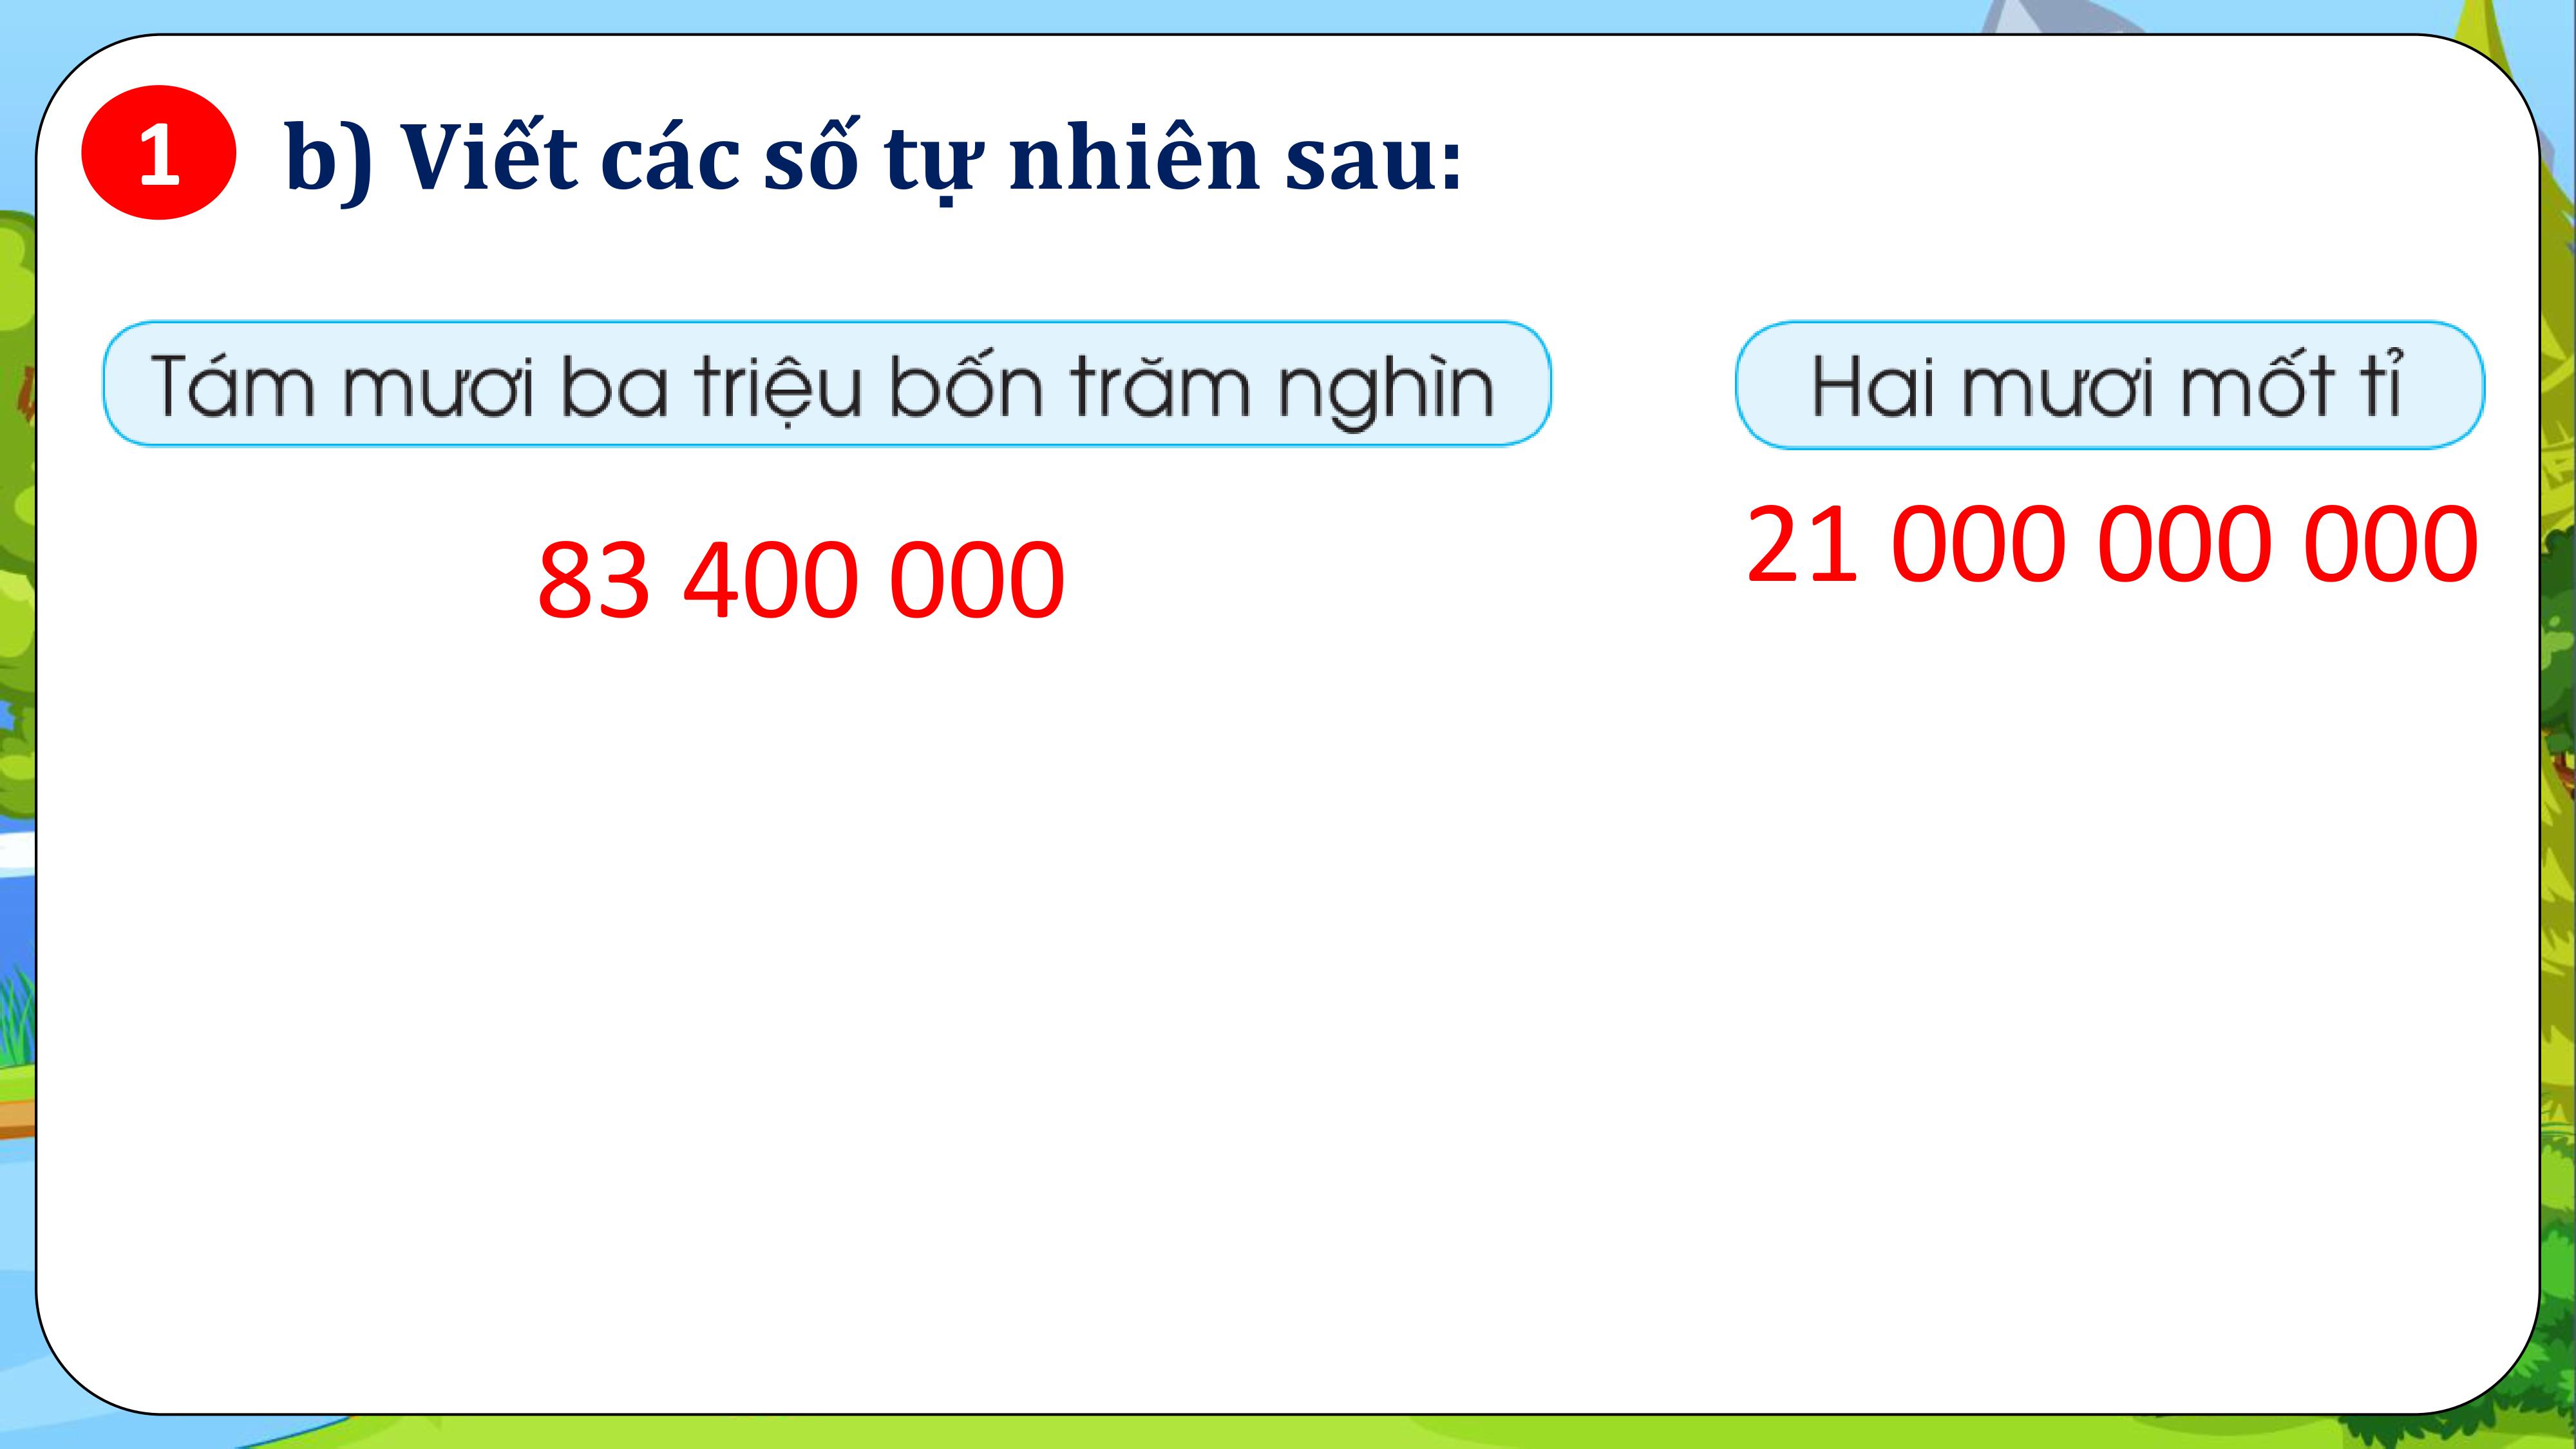 1 b) Viết các số tự nhiên sau:
Tám mươi ba triệu bốn trăm nghìn
Hai mươi mốt tỉ
83 400 000
21 000 000 000